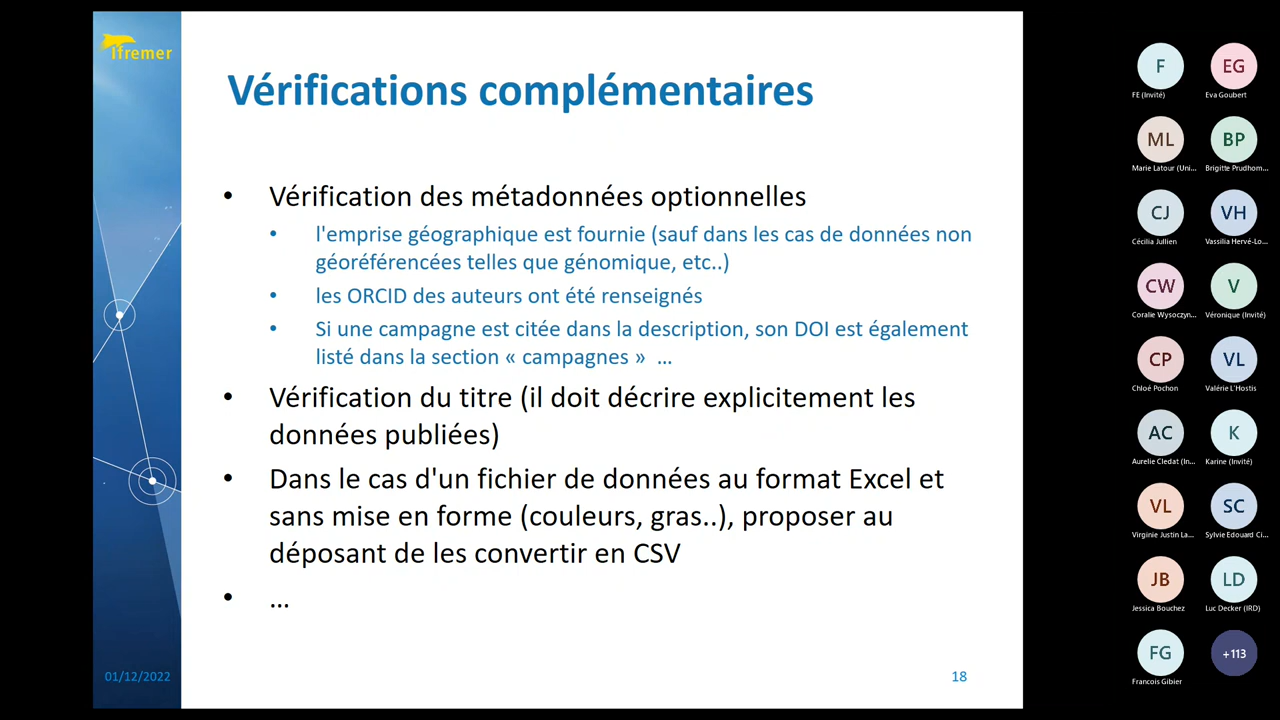 Ifremer
Vérifications complémentaires
• Vérification des métadonnées optionnelles
• l'emprise géographique est fournie (sauf dans les cas de données non
géoréférencées telles que génomique, etc..)
• les ORCID des auteurs ont été renseignés
• Si une campagne est citée dans la description, son DOI est également
listé dans la section « campagnes » ...
• Vérification du titre (il doit décrire explicitement les
données publiées)
• Dans le cas d'un fichier de données au format Excel et
sans mise en forme (couleurs, gras..), proposer au
déposant de les convertir en CSV
• ...
01/12/2022
18
F
EG
FE (Invité)
Eva Goubert
ML
BP
Marie Latour (Uni...
Brigitte Prudhom...
CJ
VH
Cécilia Jullien
Vassilia Hervé-Lo...
CW
V
Coralie Wysoczyn...
Véronique (Invité)
CP
VL
Chloé Pochon
Valérie L'Hostis
AC
K
Aurelie Cledat (In...
Karine (Invité)
VL
SC
Virginie Justin La...
Sylvie Edouard Ci...
JB
LD
Jessica Bouchez
Luc Decker (IRD)
FG
+113
Francois Gibier